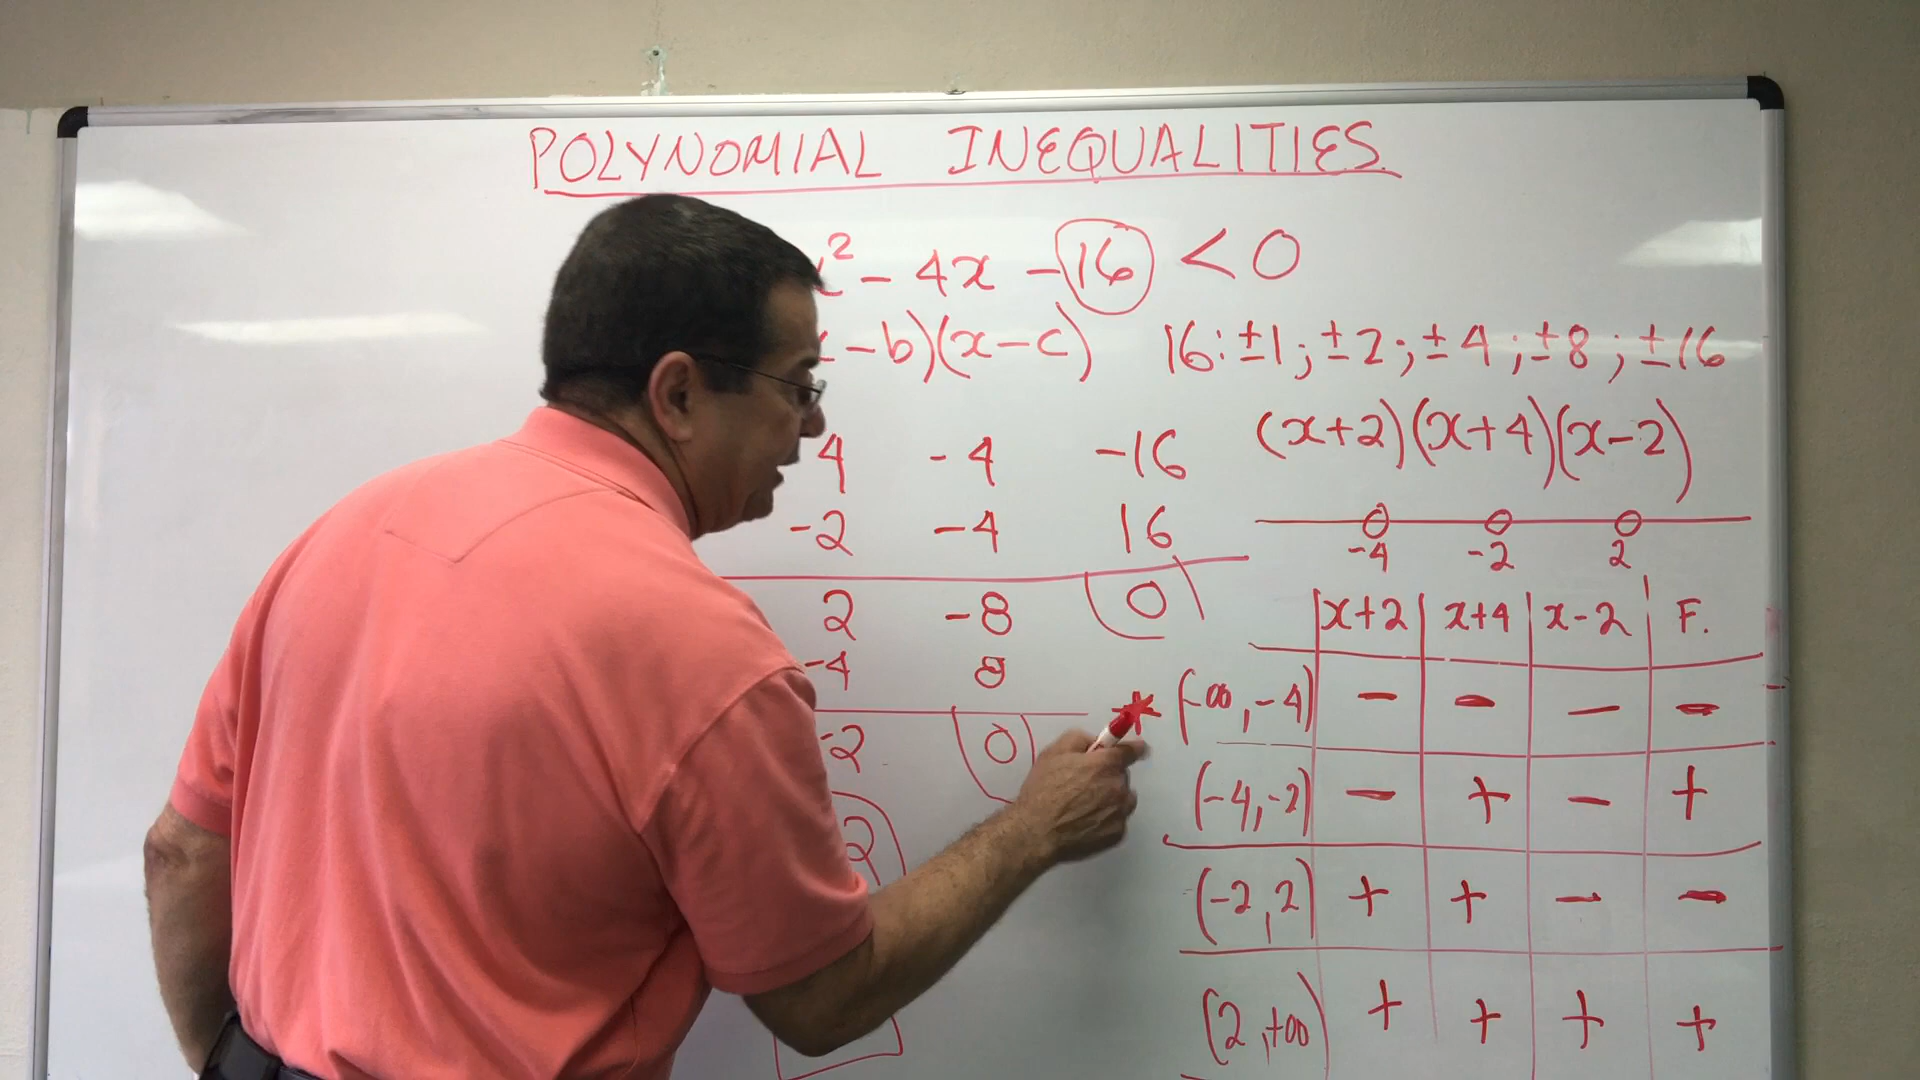 POLYNOMIAL INEQUALITIES.
x² - 4x - 16 < 0
- b)(x - c) 16: ±1; ±2; ±4; ±8; ±16
(x+2)(x+4)(x-2)
4 -4 -16
-2 -4 16
-4 -2 2
2 -8 0
-4 8
-2 0
2
x+2 x+4 x-2 F.
* (-∞, -4) - - - -
(-4, -2) - + - +
(-2, 2) + + - -
(2, +∞) + + + +